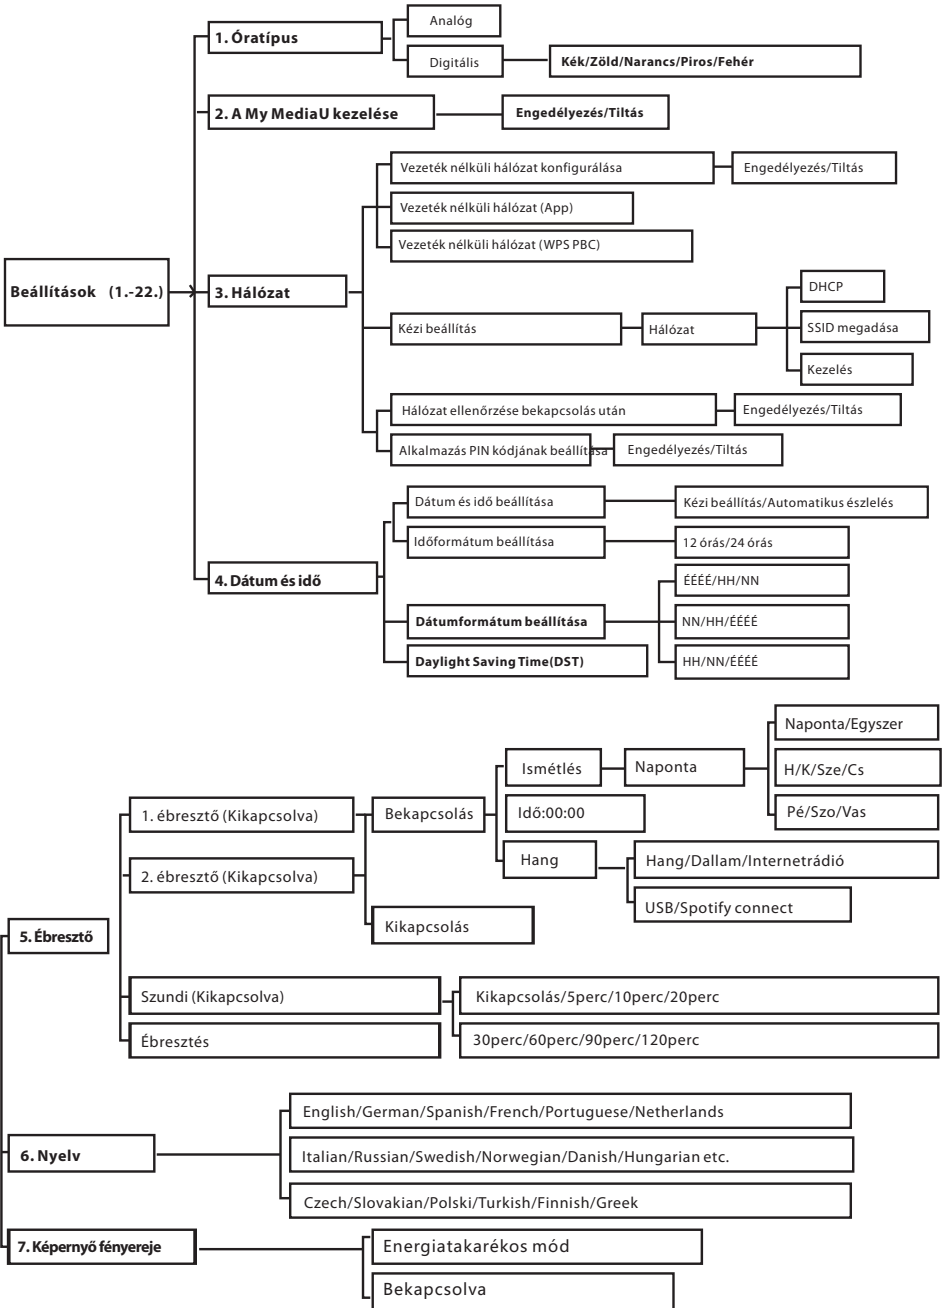 Beállítások (1.-22.)
1. Óratípus
Analóg
Digitális
Kék/Zöld/Narancs/Piros/Fehér
2. A My MediaU kezelése
Engedélyezés/Tiltás
3. Hálózat
Vezeték nélküli hálózat konfigurálása
Engedélyezés/Tiltás
Vezeték nélküli hálózat (App)
Vezeték nélküli hálózat (WPS PBC)
Kézi beállítás
Hálózat
DHCP
SSID megadása
Kezelés
Hálózat ellenőrzése bekapcsolás után
Engedélyezés/Tiltás
Alkalmazás PIN kódjának beállítása
Engedélyezés/Tiltás
4. Dátum és idő
Dátum és idő beállítása
Kézi beállítás/Automatikus észlelés
Időformátum beállítása
12 órás/24 órás
Dátumformátum beállítása
ÉÉÉÉ/HH/NN
NN/HH/ÉÉÉÉ
HH/NN/ÉÉÉÉ
Daylight Saving Time(DST)
5. Ébresztő
1. ébresztő (Kikapcsolva)
2. ébresztő (Kikapcsolva)
Bekapcsolás
Ismétlés
Naponta
Naponta/Egyszer
H/K/Sze/Cs
Pé/Szo/Vas
Idő:00:00
Hang
Hang/Dallam/Internetrádió
USB/Spotify connect
Kikapcsolás
Szundi (Kikapcsolva)
Kikapcsolás/5perc/10perc/20perc
30perc/60perc/90perc/120perc
Ébresztés
6. Nyelv
English/German/Spanish/French/Portuguese/Netherlands
Italian/Russian/Swedish/Norwegian/Danish/Hungarian etc.
Czech/Slovakian/Polski/Turkish/Finnish/Greek
7. Képernyő fényereje
Energiatakarékos mód
Bekapcsolva